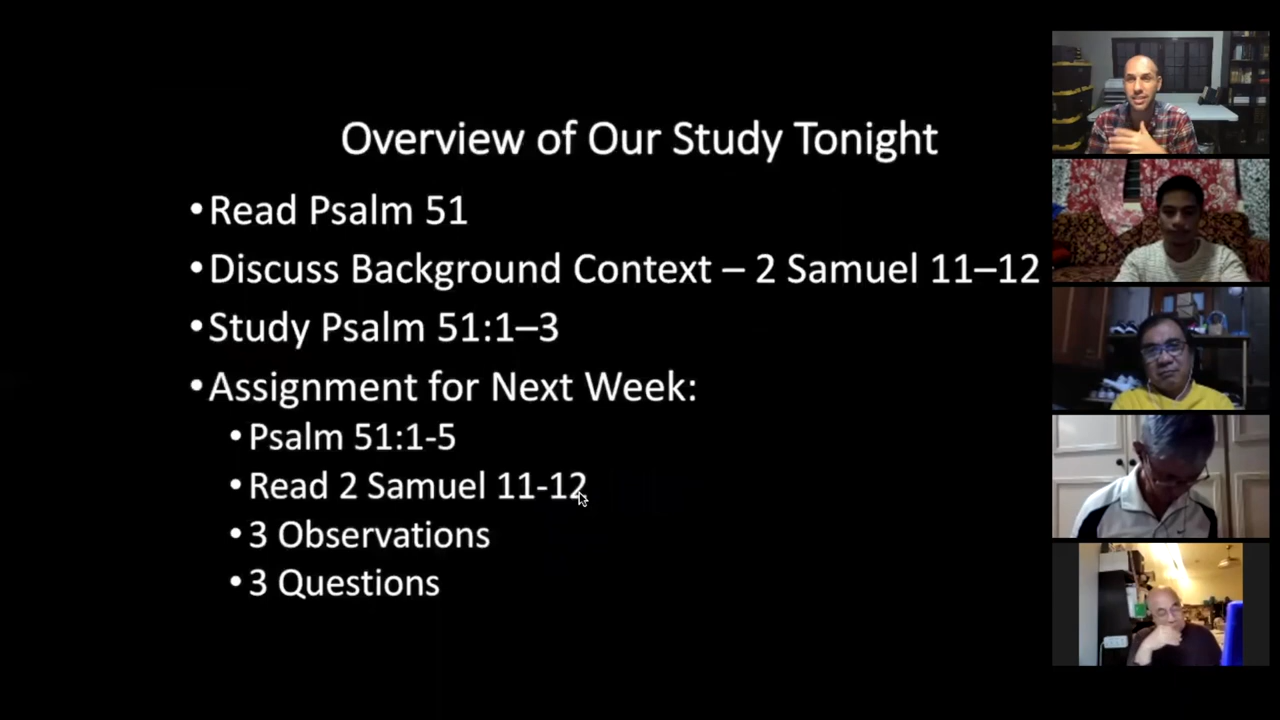 Overview of Our Study Tonight
•Read Psalm 51
•Discuss Background Context – 2 Samuel 11–12
•Study Psalm 51:1–3
•Assignment for Next Week:
•Psalm 51:1-5
•Read 2 Samuel 11-12
•3 Observations
•3 Questions